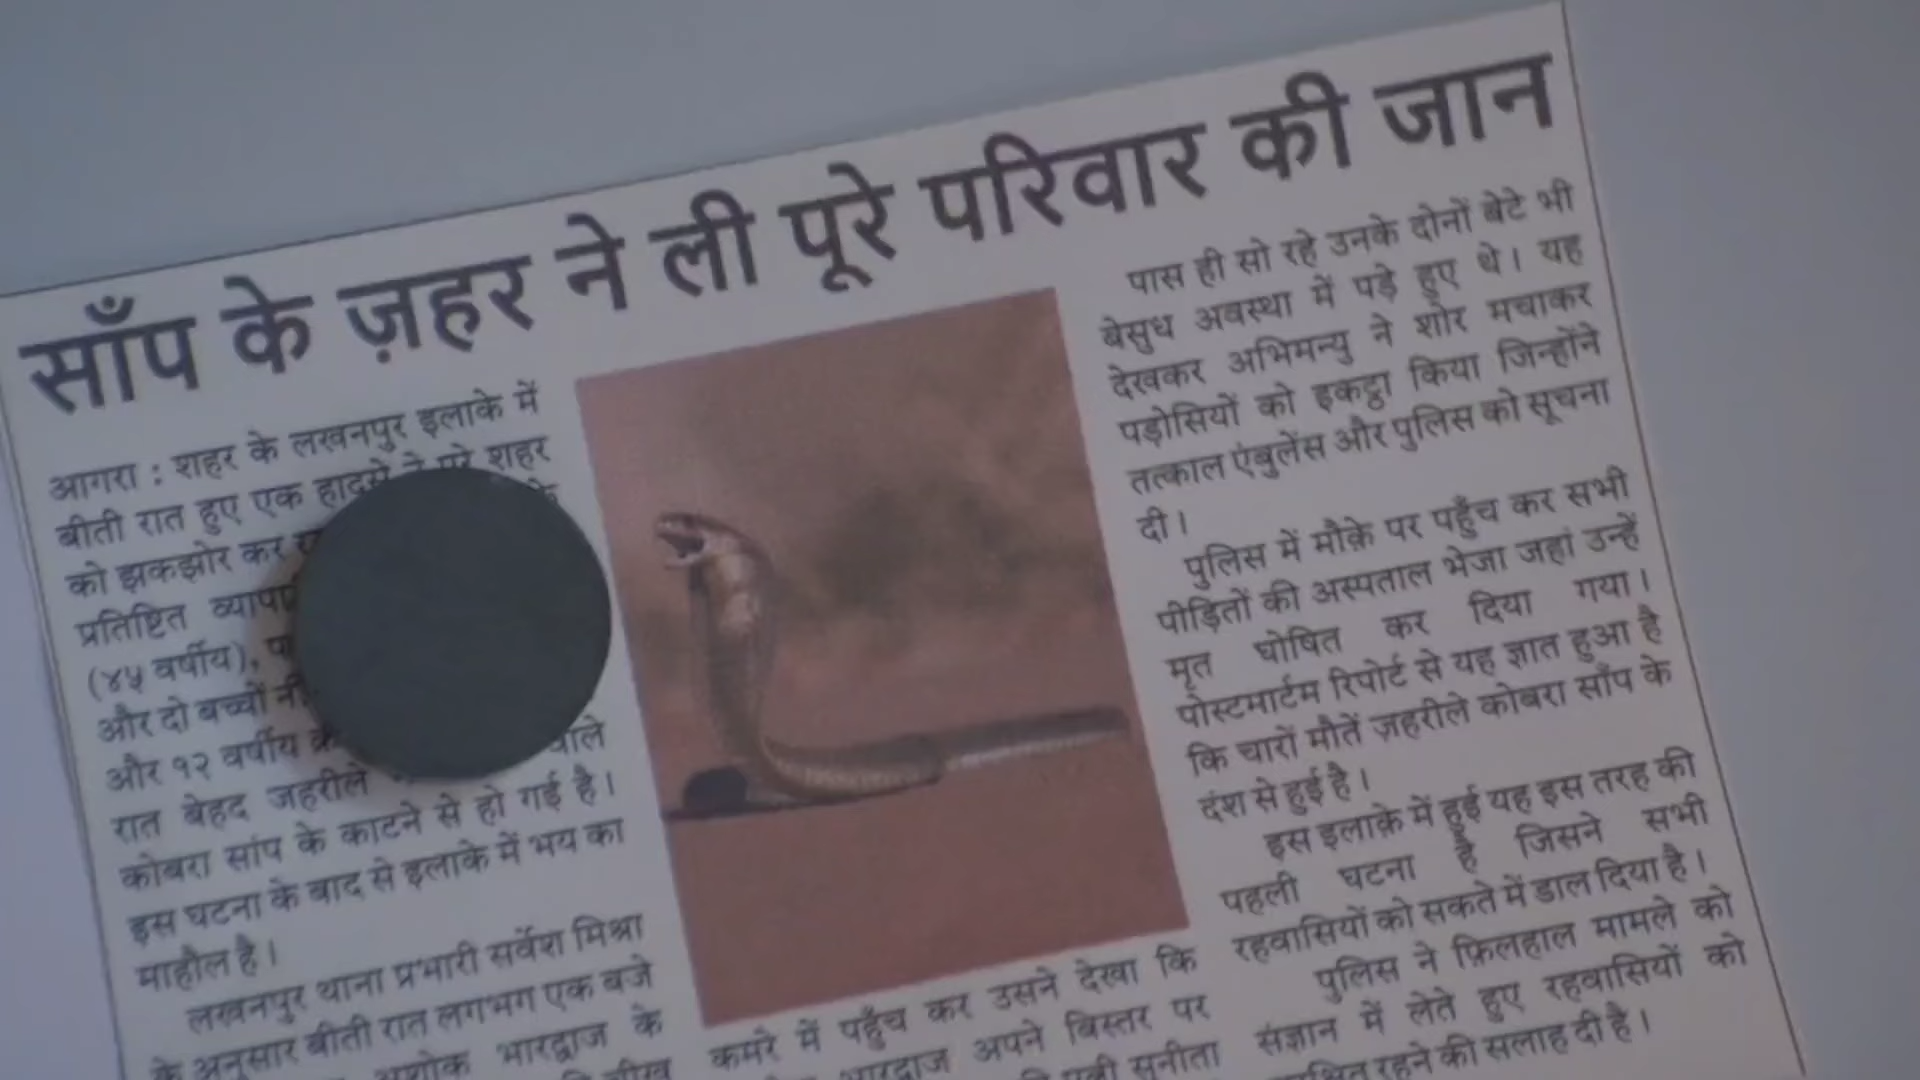 साँप के ज़हर ने ली पूरे परिवार की जान
आगरा : शहर के लखनपुर इलाके में
बीती रात हुए एक हादसे ने पूरे शहर
को झकझोर कर
प्रतिष्टित
(४५ वर्षीय),
और दो बच्चों
और १२ वर्षीय वाले
रात बेहद जहरीले
कोबरा सांप के काटने से हो गई है।
इस घटना के बाद से इलाके में भय का
माहौल है।
लखनपुर थाना प्रभारी सर्वेश मिश्रा
के अनुसार बीती रात लगभग एक बजे
अशोक भारद्वाज के
कमरे में पहुँच कर उसने देखा कि
भारद्वाज अपने बिस्तर पर
पत्नी सुनीता
पास ही सो रहे उनके दोनों बेटे भी
बेसुध अवस्था में पड़े हुए थे। यह
देखकर अभिमन्यु ने शोर मचाकर
पड़ोसियों को इकट्ठा किया जिन्होंने
तत्काल एंबुलेंस और पुलिस को सूचना
दी।
पुलिस में मौक़े पर पहुँच कर सभी
पीड़ितों की अस्पताल भेजा जहां उन्हें
मृत घोषित कर दिया गया।
पोस्टमार्टम रिपोर्ट से यह ज्ञात हुआ है
कि चारों मौतें ज़हरीले कोबरा साँप के
दंश से हुई है।
इस इलाक़े में हुई यह इस तरह की
पहली घटना है जिसने सभी
रहवासियों को सकते में डाल दिया है।
पुलिस ने फ़िलहाल मामले को
संज्ञान में लेते हुए रहवासियों को
रहने की सलाह दी है।